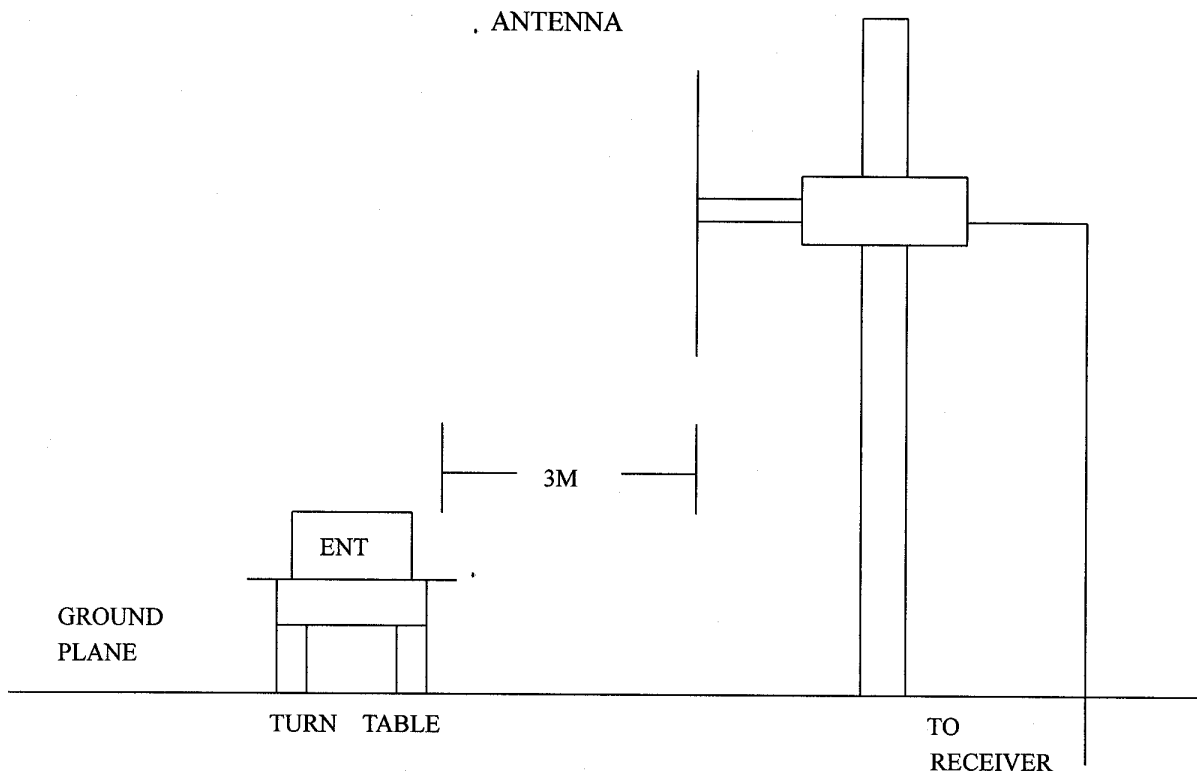 ANTENNA
3M
ENT
GROUND
PLANE
TURN TABLE
TO
RECEIVER